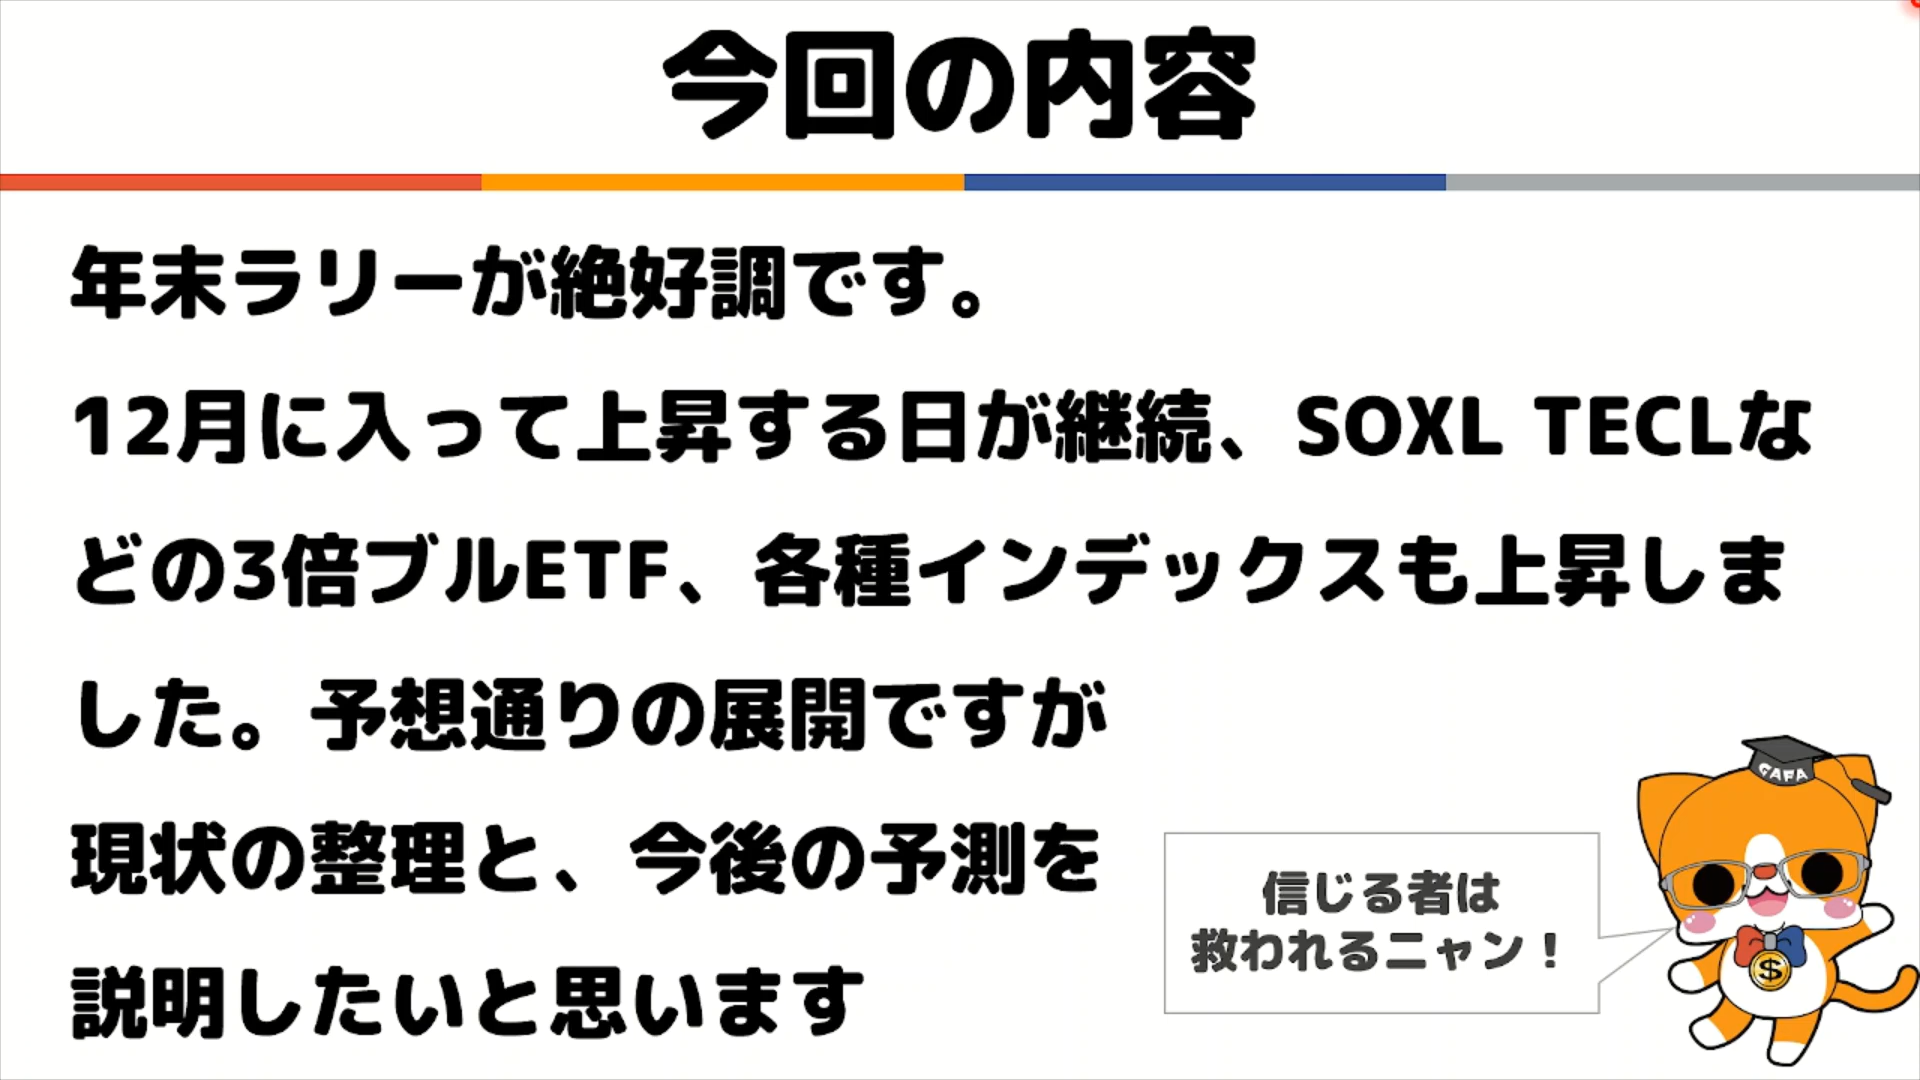 今回の内容
年末ラリーが絶好調です。
12月に入って上昇する日が継続、SOXL TECLな
どの3倍ブルETF、各種インデックスも上昇しま
した。予想通りの展開ですが
現状の整理と、今後の予測を
説明したいと思います
信じる者は
救われるニャン！
GAFA
$